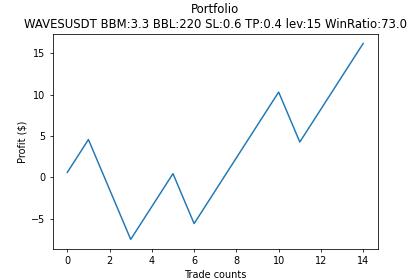 Portfolio
WAVESUSDT BBM:3.3 BBL:220 SL:0.6 TP:0.4 lev:15 WinRatio:73.0
15
10
5
0
−5
Profit ($)
0 2 4 6 8 10 12 14
Trade counts